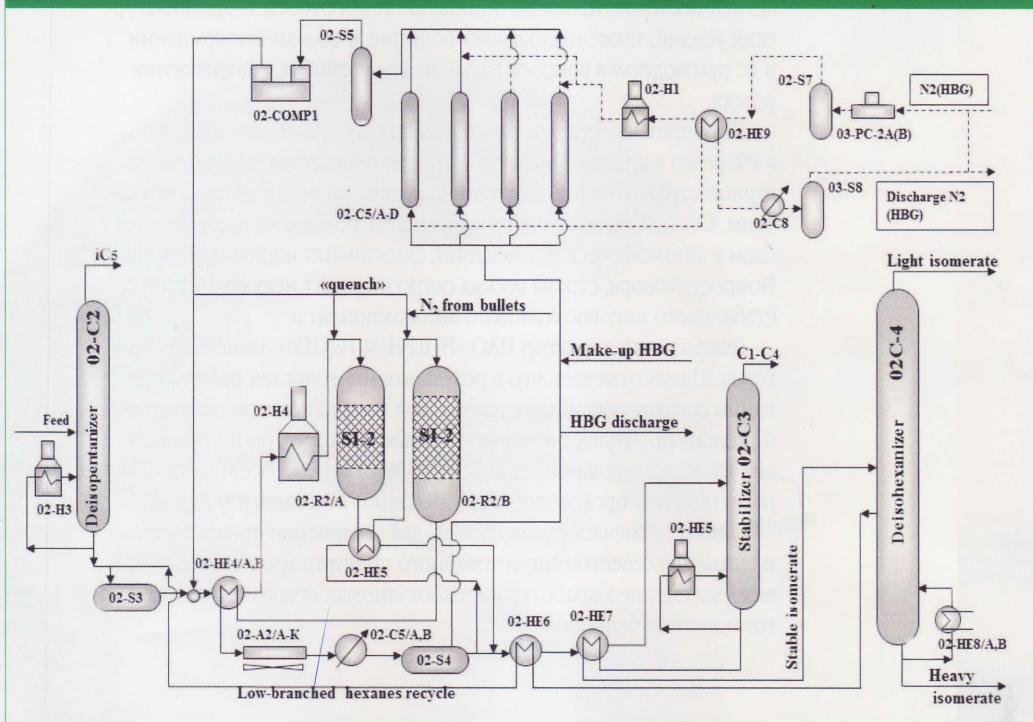 02-S5
02-COMP1
02-H1
02-S7
N2(HBG)
02-HE9
03-PC-2A(B)
02-C5/A-D
02-C8
03-S8
Discharge N2
(HBG)
iC5
«quench»
N₂ from bullets
Light isomerate
02-C2
Deisopentanizer
Feed
02-H3
02-H4
SI-2
SI-2
02-R2/A
02-R2/B
Make-up HBG
C1-C4
HBG discharge
Stabilizer 02-C3
02C-4
Deisohexanizer
02-HE5
02-HE5
02-HE4/A,B
02-S3
02-A2/A-K
02-C5/A,B
02-S4
02-HE6
02-HE7
Stable isomerate
02-HE8/A,B
Low-branched hexanes recycle
Heavy
isomerate